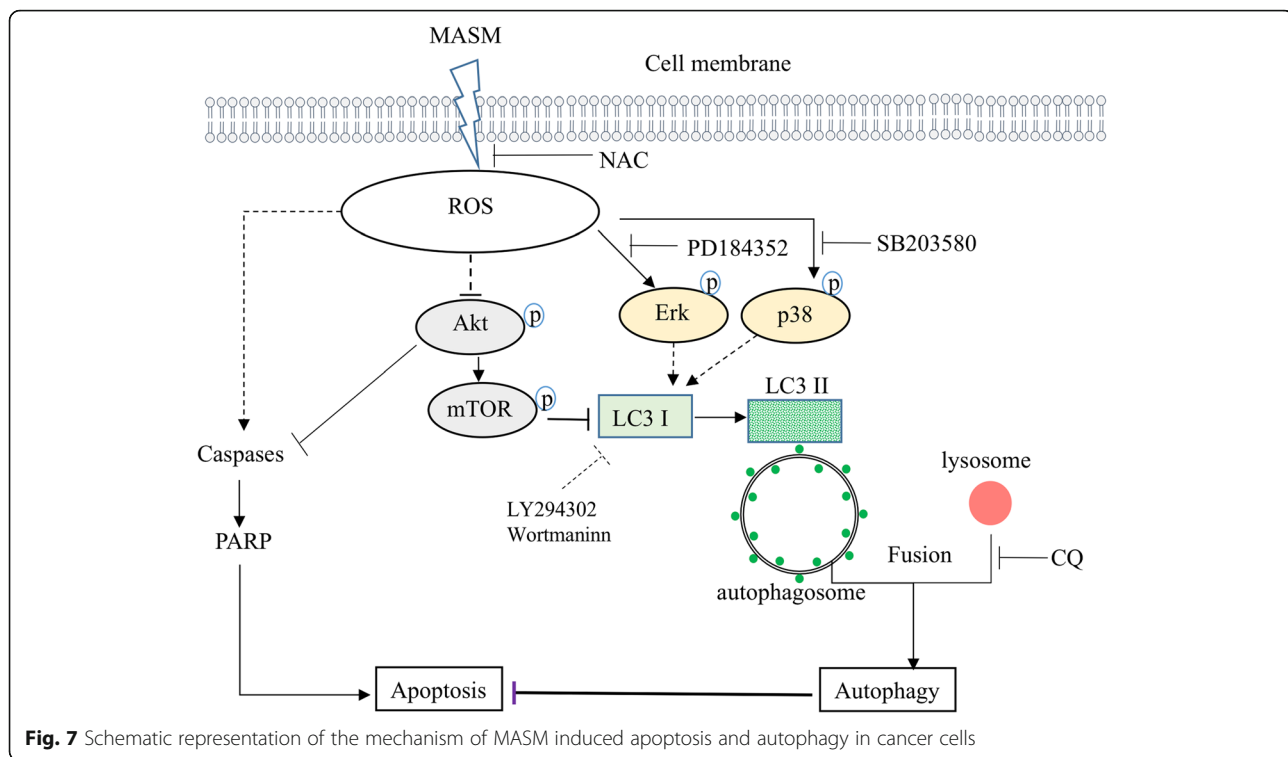 MASM
Cell membrane
NAC
ROS
PD184352
SB203580
p
p
Erk
p38
Akt
p
LC3 II
mTOR
p
LC3 I
Caspases
lysosome
LY294302
Wortmaninn
PARP
Fusion
CQ
autophagosome
Apoptosis
Autophagy
Fig. 7 Schematic representation of the mechanism of MASM induced apoptosis and autophagy in cancer cells